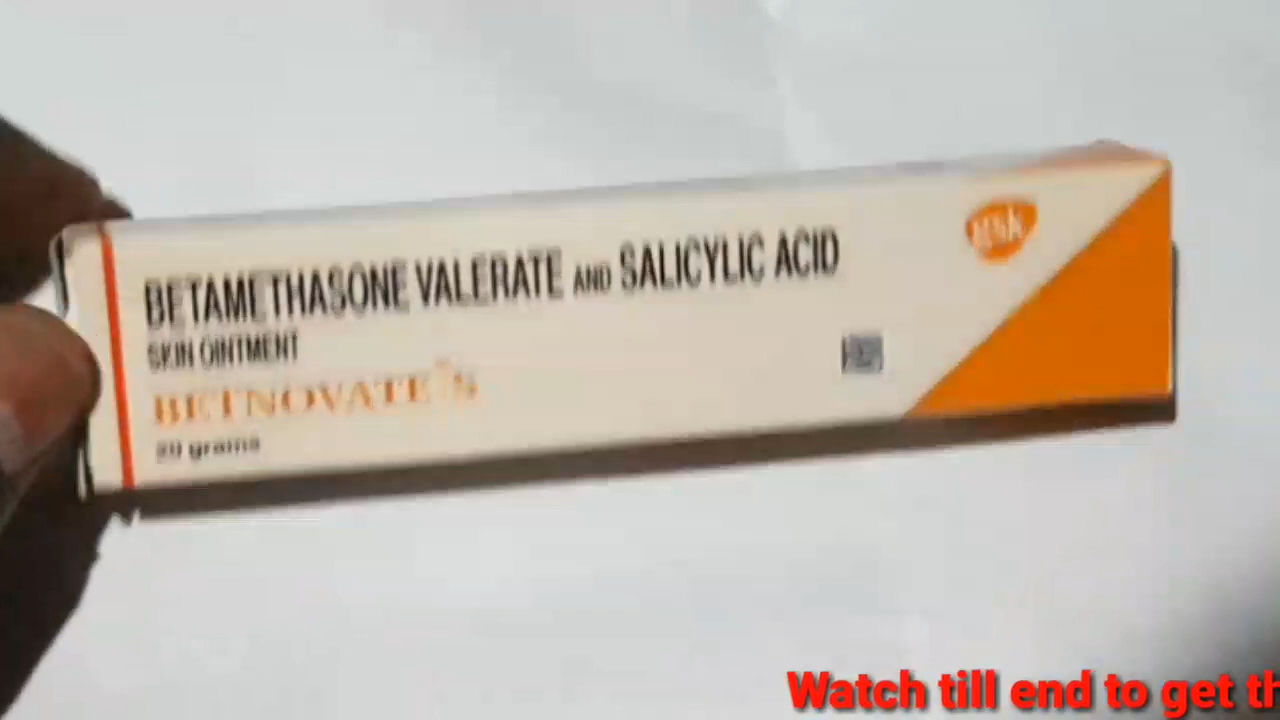 BETAMETHASONE VALERATE AND SALICYLIC ACID
gsk
SKIN OINTMENT
BETNOVATE-S
20 grams
Watch till end to get th